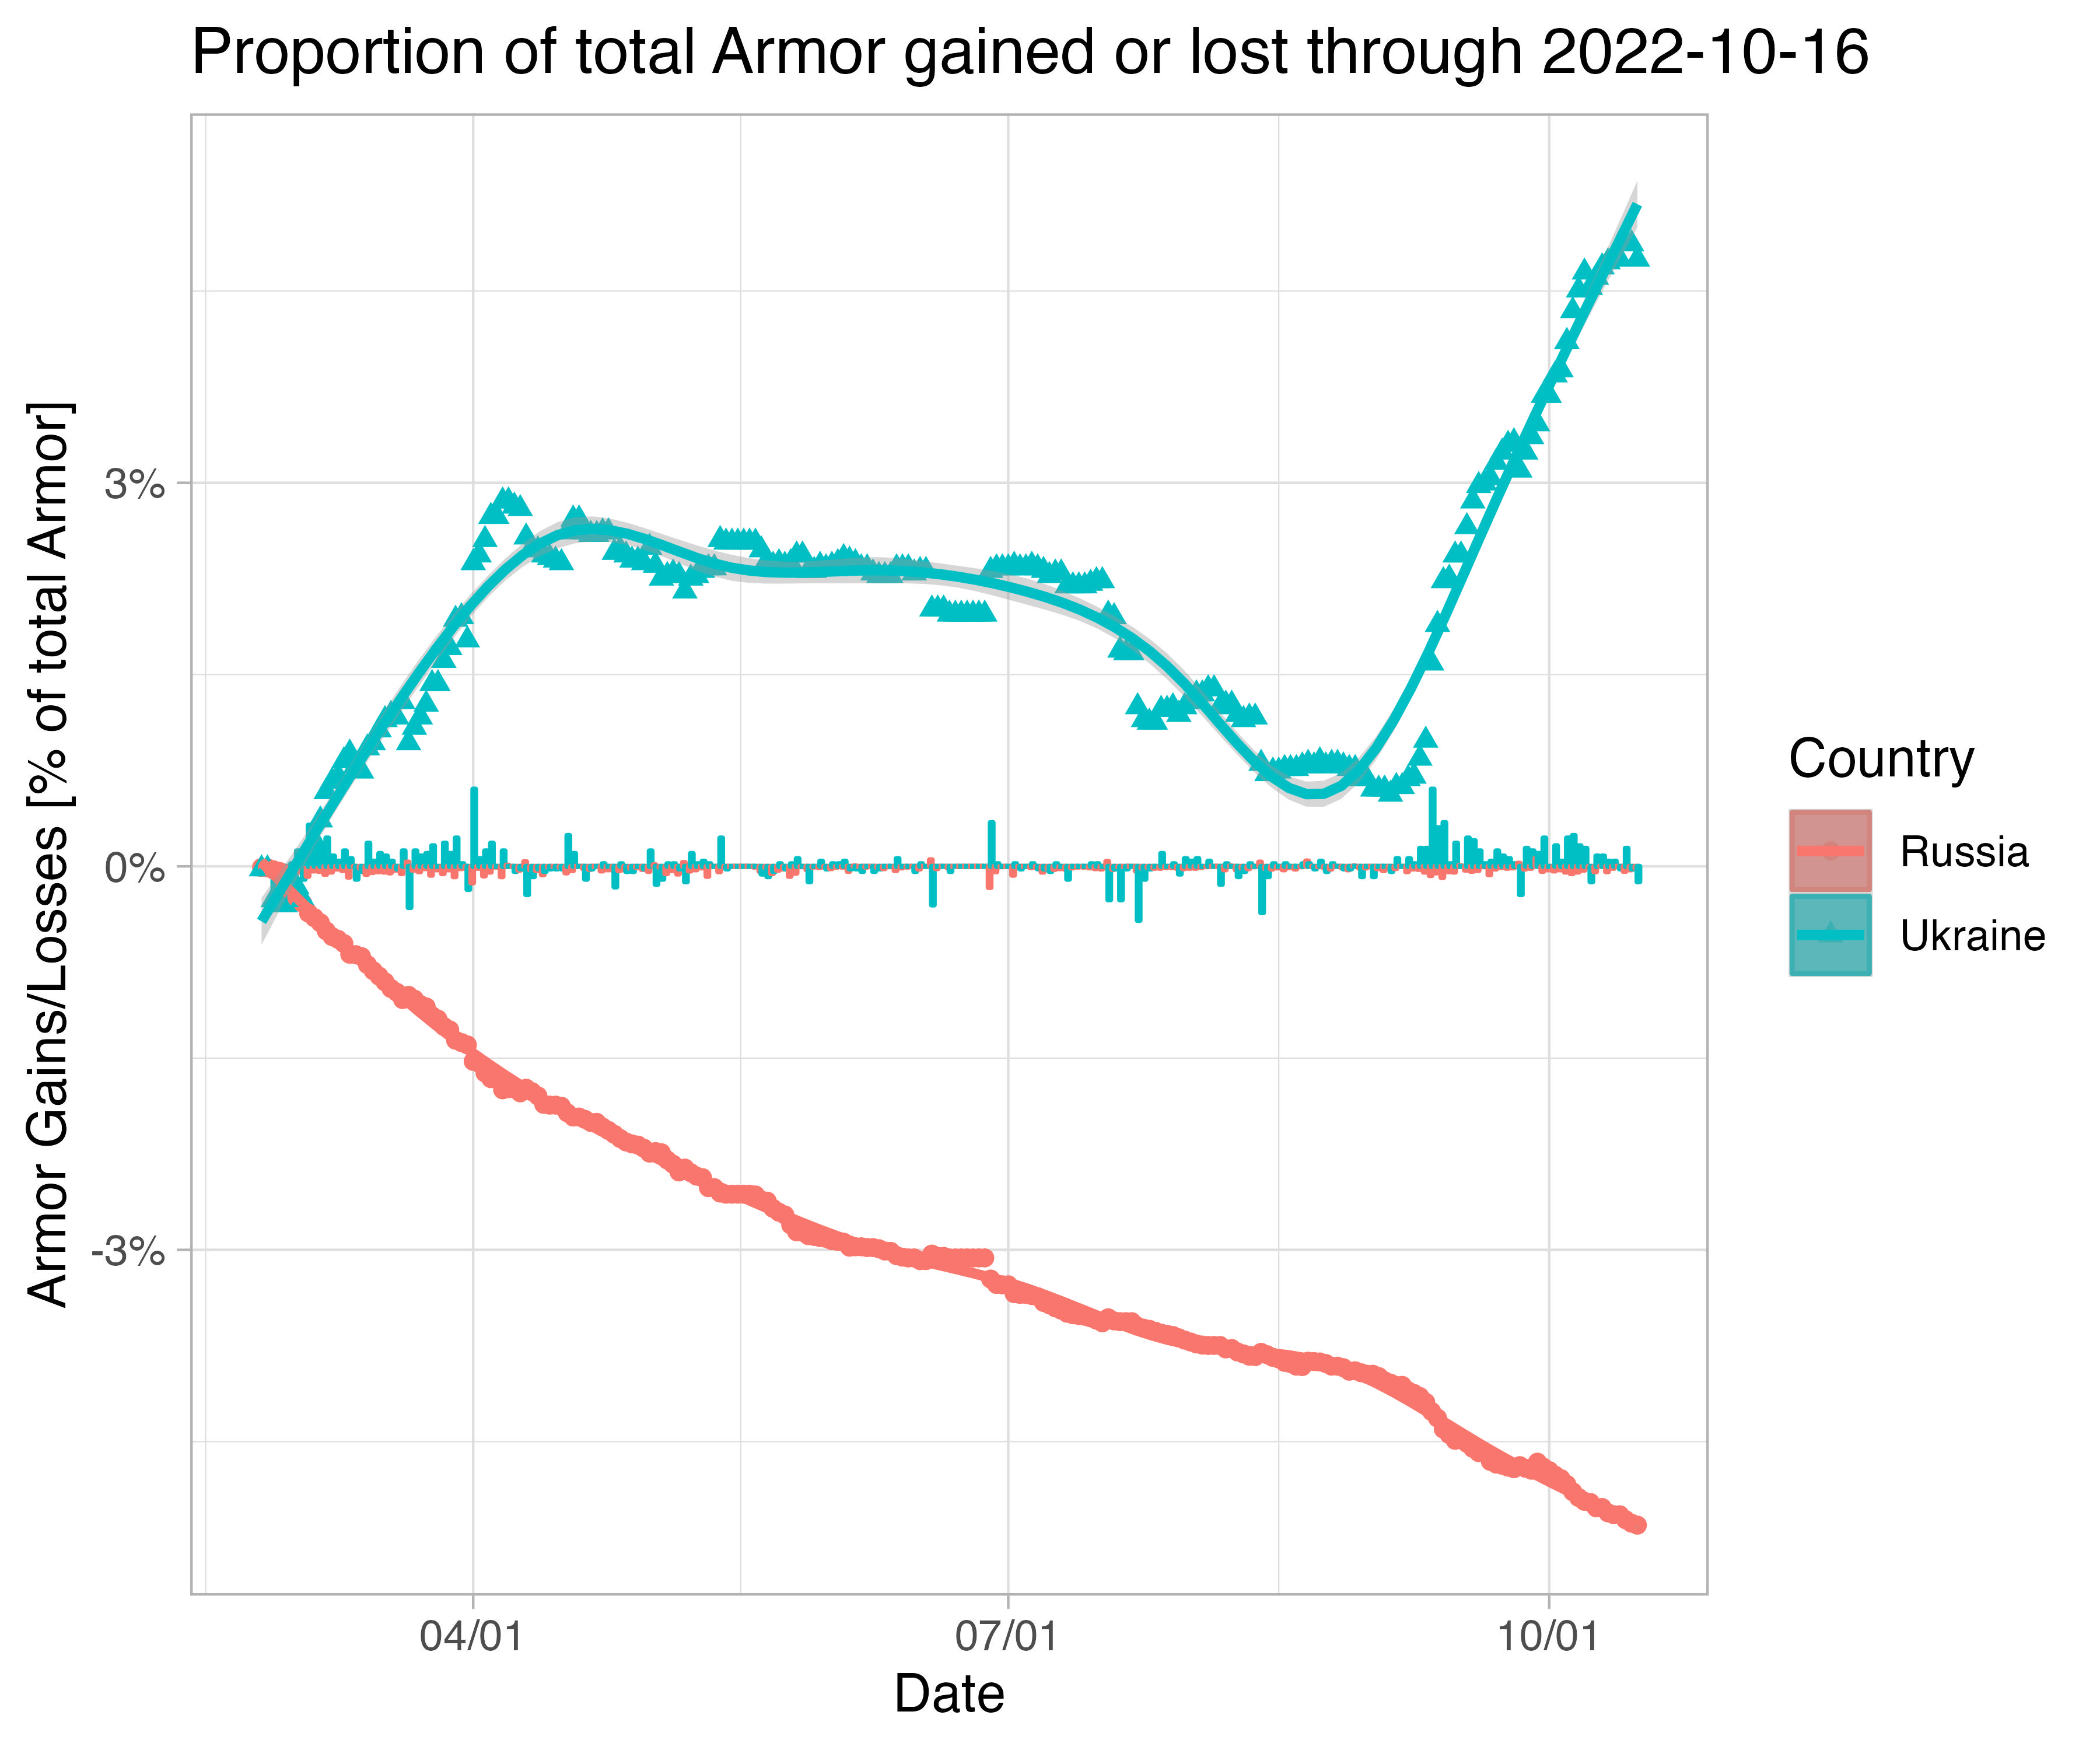 Proportion of total Armor gained or lost through 2022-10-16
Armor Gains/Losses [% of total Armor]
3%
0%
-3%
04/01
07/01
10/01
Date
Country
Russia
Ukraine